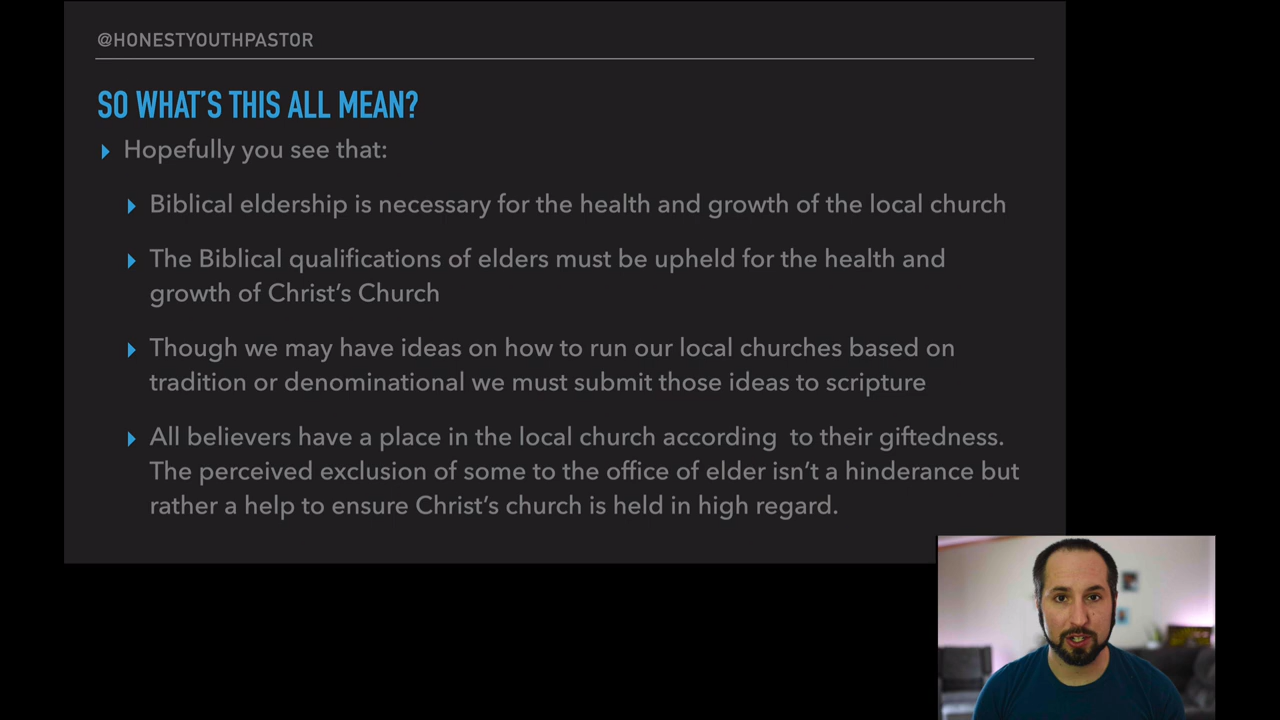 @HONESTYOUTHPASTOR
SO WHAT'S THIS ALL MEAN?
Hopefully you see that:
Biblical eldership is necessary for the health and growth of the local church
The Biblical qualifications of elders must be upheld for the health and
growth of Christ's Church
Though we may have ideas on how to run our local churches based on
tradition or denominational we must submit those ideas to scripture
All believers have a place in the local church according  to their giftedness.
The perceived exclusion of some to the office of elder isn't a hinderance but
rather a help to ensure Christ's church is held in high regard.